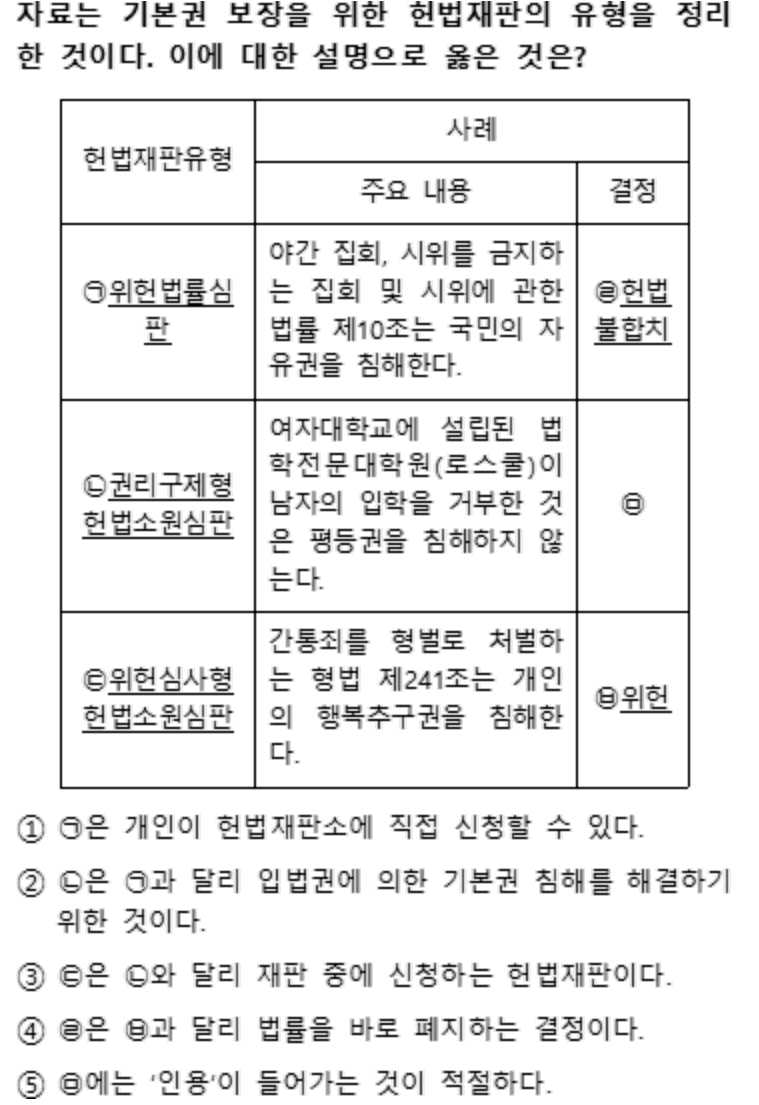 자료는 기본권 보장을 위한 헌법재판의 유형을 정리
한 것이다. 이에 대한 설명으로 옳은 것은?
헌법재판유형
사례
주요 내용
결정
㉠위헌법률심
판
야간 집회, 시위를 금지하
는 집회 및 시위에 관한
법률 제10조는 국민의 자
유권을 침해한다.
㉣헌법
불합치
㉡권리구제형
헌법소원심판
여자대학교에 설립된 법
학전문대학원(로스쿨)이
남자의 입학을 거부한 것
은 평등권을 침해하지 않
는다.
㉤
㉢위헌심사형
헌법소원심판
간통죄를 형벌로 처벌하
는 형법 제241조는 개인
의 행복추구권을 침해한
다.
㉥위헌
① ㉠은 개인이 헌법재판소에 직접 신청할 수 있다.
② ㉡은 ㉠과 달리 입법권에 의한 기본권 침해를 해결하기
위한 것이다.
③ ㉢은 ㉡와 달리 재판 중에 신청하는 헌법재판이다.
④ ㉣은 ㉥과 달리 법률을 바로 폐지하는 결정이다.
⑤ ㉤에는 '인용'이 들어가는 것이 적절하다.